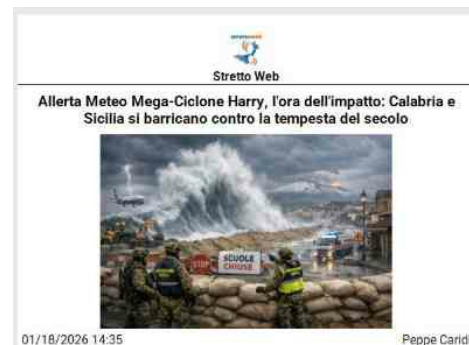 Stretto Web
Allerta Meteo Mega-Ciclone Harry, l'ora dell'impatto: Calabria e
Sicilia si barricano contro la tempesta del secolo
STOP
SCUOLE
CHIUSE
01/18/2026 14:35
Peppe Carid